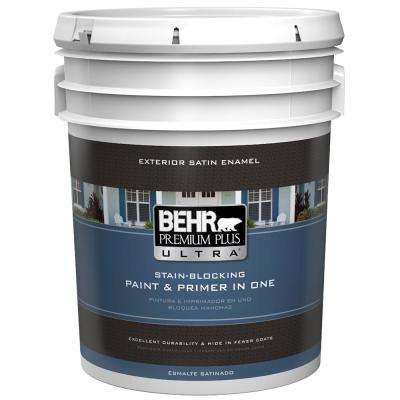 EXTERIOR SATIN ENAMEL
BEHR
PREMIUM PLUS
ULTRA
STAIN-BLOCKING
PAINT & PRIMER IN ONE
PINTURA E IMPRIMADOR EN UNO
BLOQUEA MANCHAS
EXCELLENT DURABILITY & HIDE IN FEWER COATS
ESMALTE SATINADO